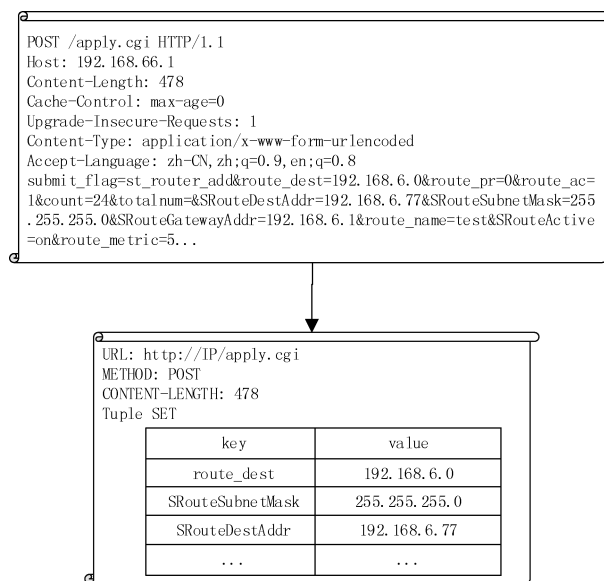 POST /apply.cgi HTTP/1.1
Host: 192.168.66.1
Content-Length: 478
Cache-Control: max-age=0
Upgrade-Insecure-Requests: 1
Content-Type: application/x-www-form-urlencoded
Accept-Language: zh-CN,zh;q=0.9,en;q=0.8
submit_flag=st_router_add&route_dest=192.168.6.0&route_pr=0&route_ac=
1&count=24&totalnum=&SRouteDestAddr=192.168.6.77&SRouteSubnetMask=255
.255.255.0&SRouteGatewayAddr=192.168.6.1&route_name=test&SRouteActive
=on&route_metric=5...
URL: http://IP/apply.cgi
METHOD: POST
CONTENT-LENGTH: 478
Tuple SET
key value
route_dest 192.168.6.0
SRouteSubnetMask 255.255.255.0
SRouteDestAddr 192.168.6.77
... ...